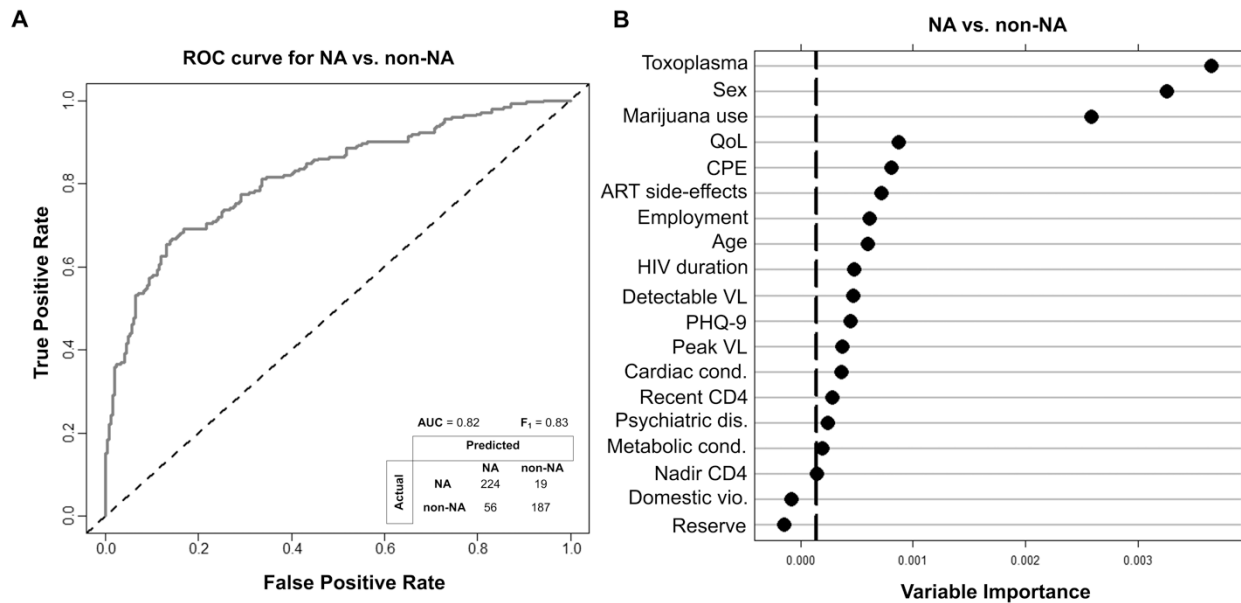 A
ROC curve for NA vs. non-NA
True Positive Rate
1.0
0.8
0.6
0.4
0.2
0.0
AUC = 0.82 F₁ = 0.83
Predicted
NA non-NA
Actual
NA 224 19
non-NA 56 187
0.0 0.2 0.4 0.6 0.8 1.0
False Positive Rate
B
NA vs. non-NA
Toxoplasma
Sex
Marijuana use
QoL
CPE
ART side-effects
Employment
Age
HIV duration
Detectable VL
PHQ-9
Peak VL
Cardiac cond.
Recent CD4
Psychiatric dis.
Metabolic cond.
Nadir CD4
Domestic vio.
Reserve
0.000 0.001 0.002 0.003
Variable Importance